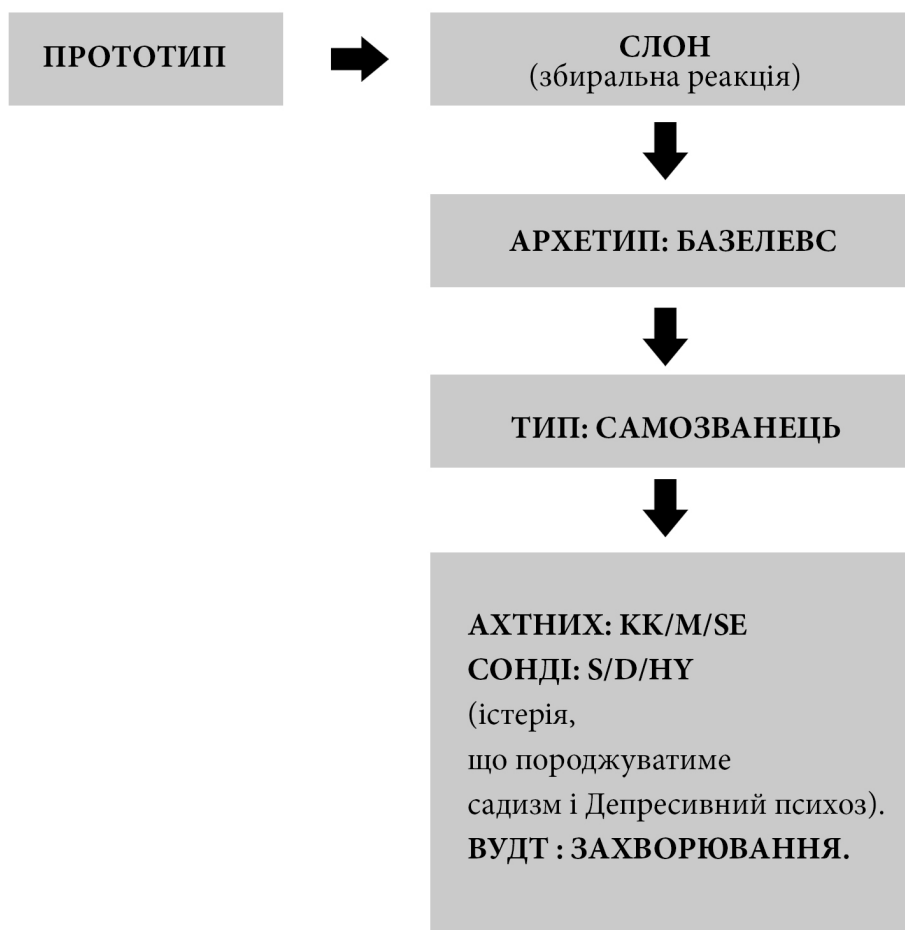 ПРОТОТИП
СЛОН
(збиральна реакція)
АРХЕТИП: БАЗЕЛЕВС
ТИП: САМОЗВАНЕЦЬ
АХТНИХ: KK/M/SE
СОНДІ: S/D/HY
(істерія,
що породжуватиме
садизм і Депресивний психоз).
ВУДТ : ЗАХВОРЮВАННЯ.